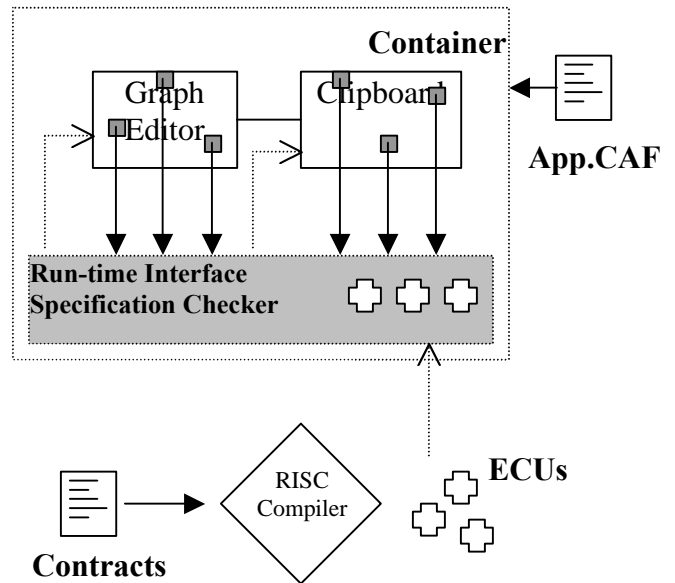 Container
Graph
Editor
Clipboard
App.CAF
Run-time Interface
Specification Checker
ECUs
RISC
Compiler
Contracts